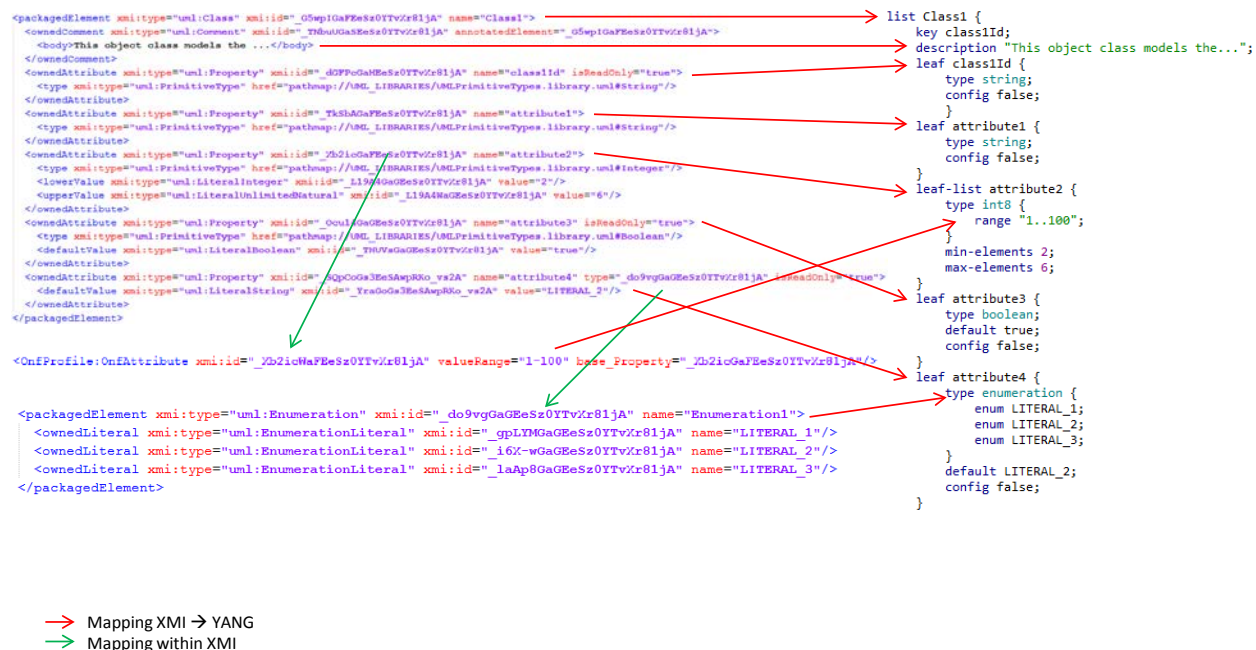 <packagedElement xmi:type="uml:Class" xmi:id="_G5wpIGaFEeSz0YTvXr81jA" name="Class1">
<ownedComment xmi:type="uml:Comment" xmi:id="_TNbuUGaSEeSz0YTvXr81jA" annotatedElement="_G5wpIGaFEeSz0YTvXr81jA">
<body>This object class models the ...</body>
</ownedComment>
<ownedAttribute xmi:type="uml:Property" xmi:id="_dGFPoGaHEeSz0YTvXr81jA" name="class1Id" isReadOnly="true">
<type xmi:type="uml:PrimitiveType" href="pathmap://UML_LIBRARIES/UMLPrimitiveTypes.library.uml#String"/>
</ownedAttribute>
<ownedAttribute xmi:type="uml:Property" xmi:id="_TkSbAGaFEeSz0YTvXr81jA" name="attribute1">
<type xmi:type="uml:PrimitiveType" href="pathmap://UML_LIBRARIES/UMLPrimitiveTypes.library.uml#String"/>
</ownedAttribute>
<ownedAttribute xmi:type="uml:Property" xmi:id="_Xb2icGaFEeSz0YTvXr81jA" name="attribute2">
<type xmi:type="uml:PrimitiveType" href="pathmap://UML_LIBRARIES/UMLPrimitiveTypes.library.uml#Integer"/>
<lowerValue xmi:type="uml:LiteralInteger" xmi:id="_L19A4GaGEeSz0YTvXr81jA" value="2"/>
<upperValue xmi:type="uml:LiteralUnlimitedNatural" xmi:id="_L19A4WaGEeSz0YTvXr81jA" value="6"/>
</ownedAttribute>
<ownedAttribute xmi:type="uml:Property" xmi:id="_Ocul4GaGEeSz0YTvXr81jA" name="attribute3" isReadOnly="true">
<type xmi:type="uml:PrimitiveType" href="pathmap://UML_LIBRARIES/UMLPrimitiveTypes.library.uml#Boolean"/>
<defaultValue xmi:type="uml:LiteralBoolean" xmi:id="_THUVsGaGEeSz0YTvXr81jA" value="true"/>
</ownedAttribute>
<ownedAttribute xmi:type="uml:Property" name="attribute4" type="_do9vgGaGEeSz0YTvXr81jA" isReadOnly="true">
<defaultValue xmi:type="uml:LiteralString" xmi:id="_YraGoGs3EeSAwpRKo_vs2A" value="LITERAL_2"/>
</ownedAttribute>
</packagedElement>
<OnfProfile:OnfAttribute xmi:id="_Xb2icWaFEeSz0YTvXr81jA" valueRange="1-100" base_Property="_Xb2icGaFEeSz0YTvXr81jA"/>
<packagedElement xmi:type="uml:Enumeration" xmi:id="_do9vgGaGEeSz0YTvXr81jA" name="Enumeration1">
<ownedLiteral xmi:type="uml:EnumerationLiteral" xmi:id="_gpLYMGaGEeSz0YTvXr81jA" name="LITERAL_1"/>
<ownedLiteral xmi:type="uml:EnumerationLiteral" xmi:id="_i6X-wGaGEeSz0YTvXr81jA" name="LITERAL_2"/>
<ownedLiteral xmi:type="uml:EnumerationLiteral" xmi:id="_laAp8GaGEeSz0YTvXr81jA" name="LITERAL_3"/>
</packagedElement>
list Class1 {
key class1Id;
description "This object class models the...";
leaf class1Id {
type string;
config false;
}
leaf attribute1 {
type string;
config false;
}
leaf-list attribute2 {
type int8 {
range "1..100";
}
min-elements 2;
max-elements 6;
}
leaf attribute3 {
type boolean;
default true;
config false;
}
leaf attribute4 {
type enumeration {
enum LITERAL_1;
enum LITERAL_2;
enum LITERAL_3;
}
default LITERAL_2;
config false;
}
Mapping XMI → YANG
Mapping within XMI